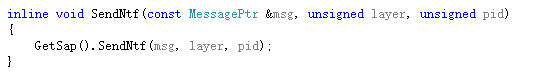 inline void SendNtf(const MessagePtr &msg, unsigned layer, unsigned pid)
{
    GetSap().SendNtf(msg, layer, pid);
}